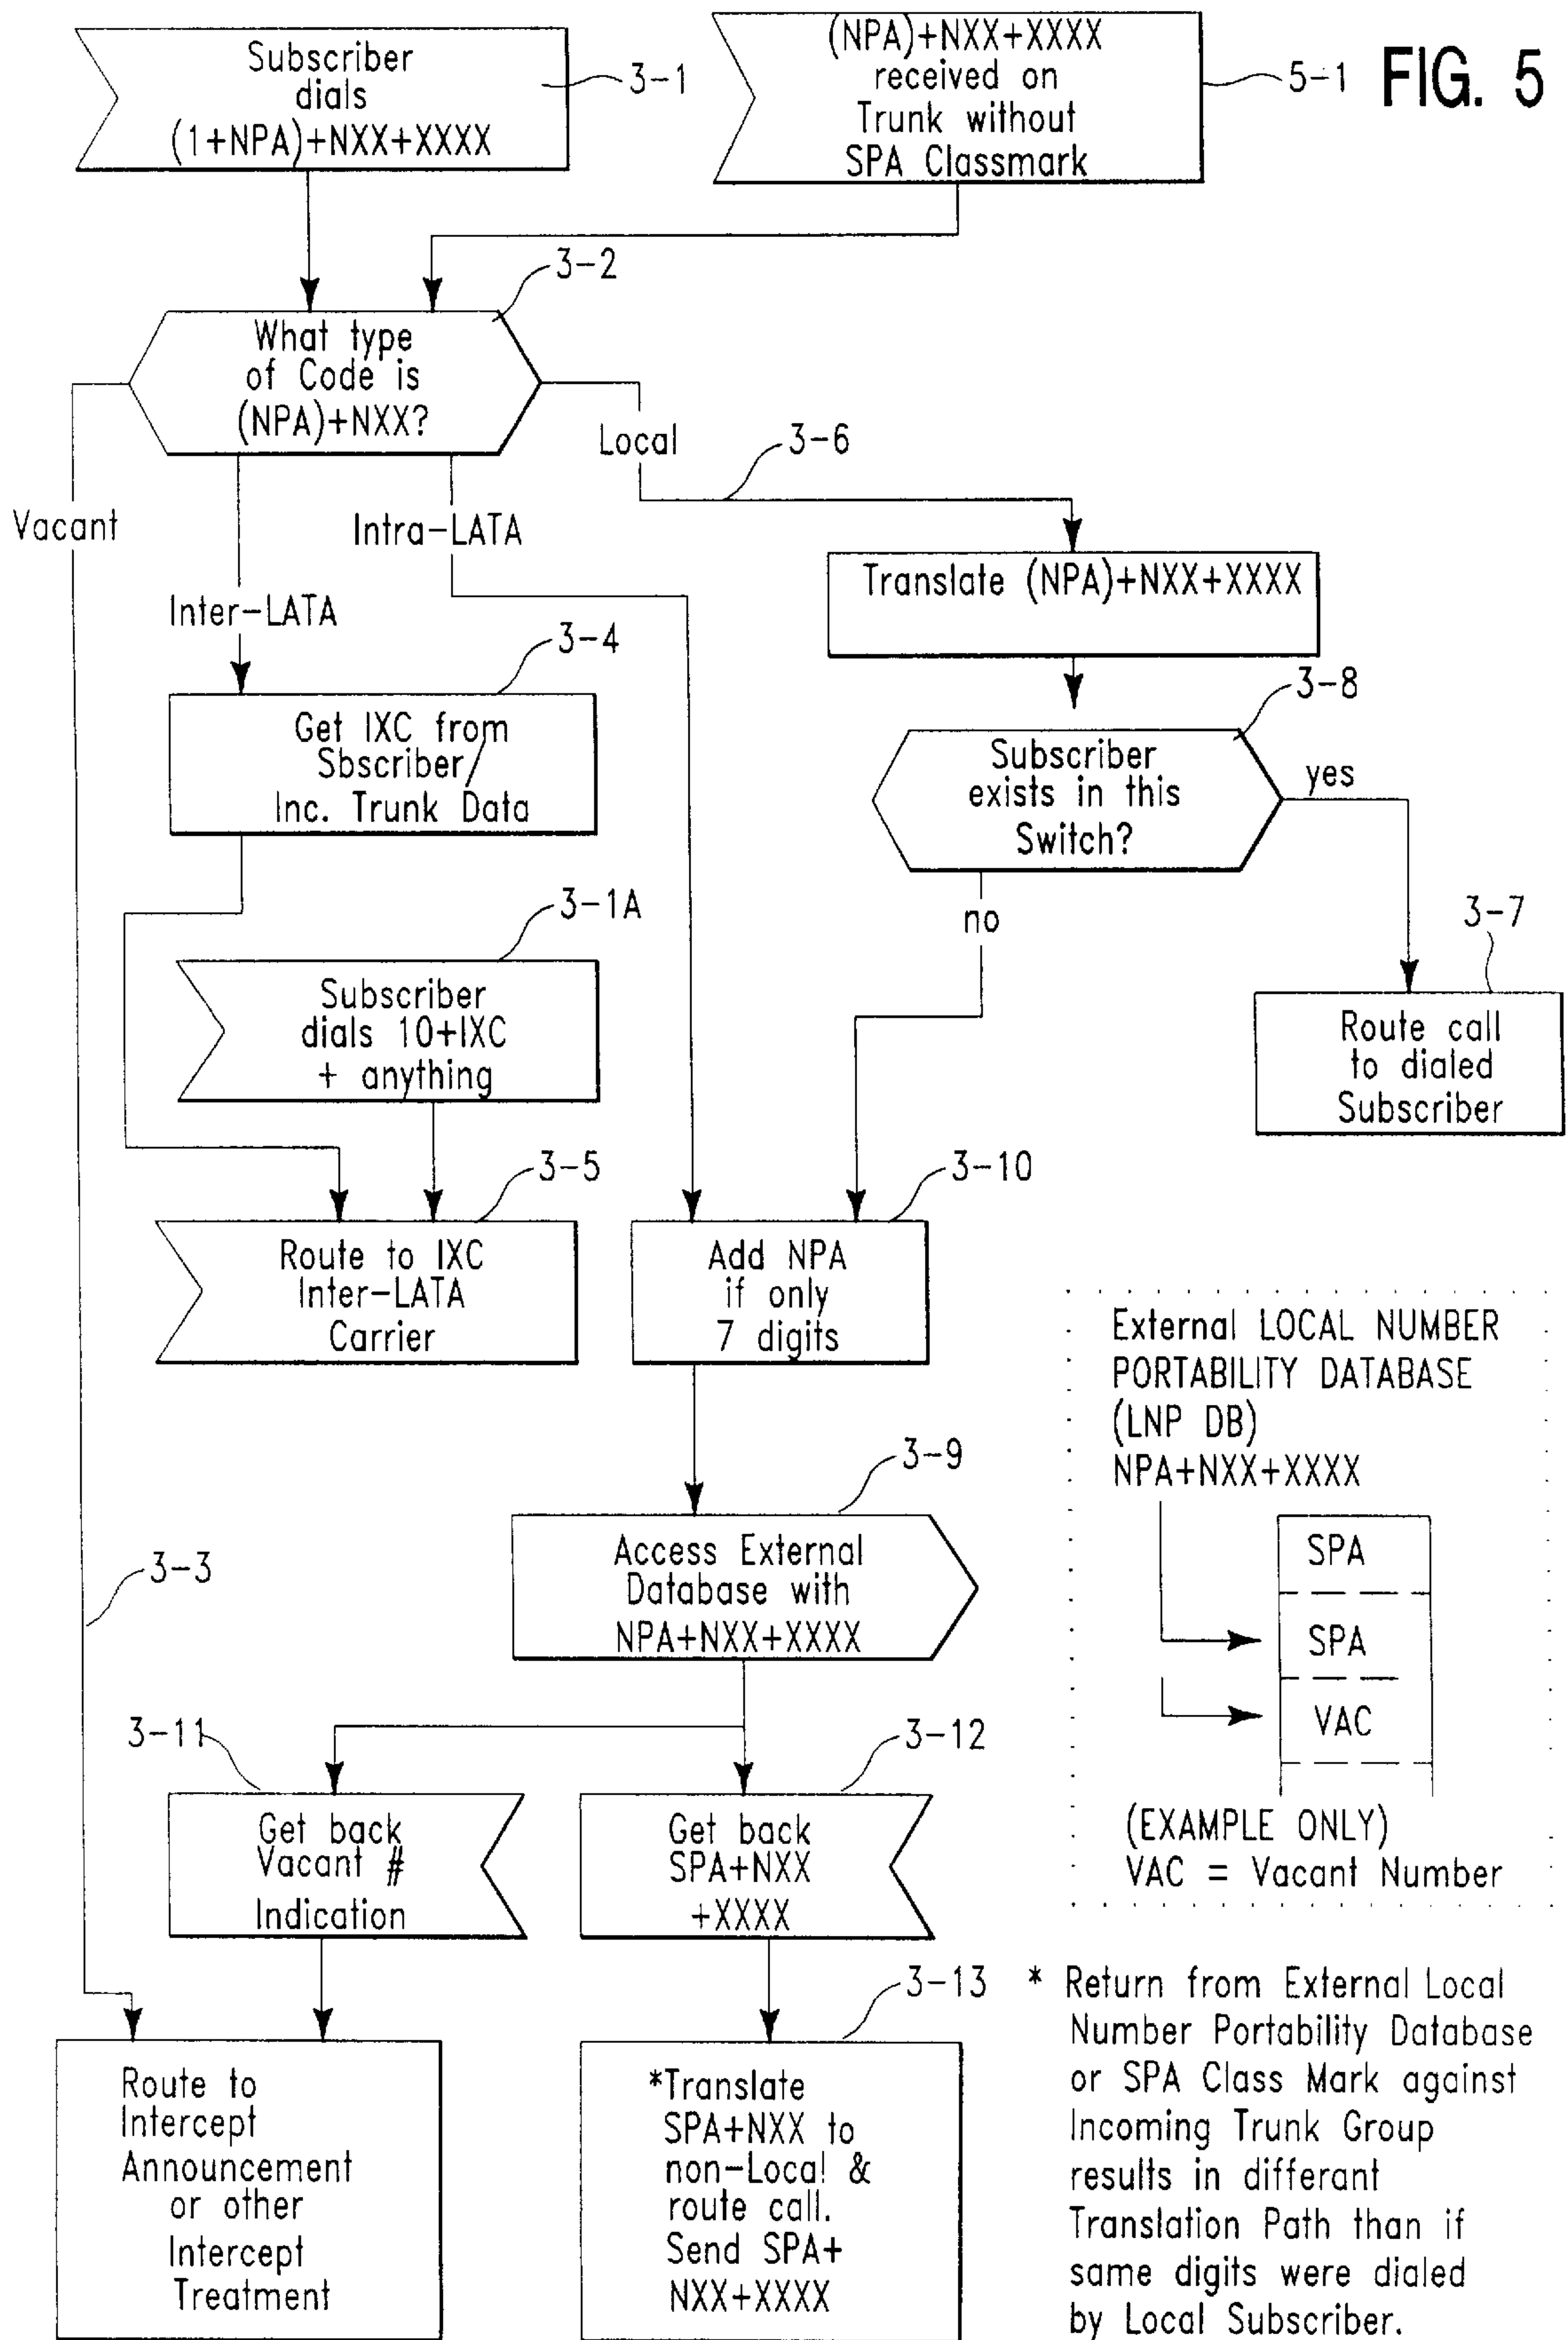 FIG. 5
Subscriber
dials
(1+NPA)+NXX+XXXX
3-1
(NPA)+NXX+XXXX
received on
Trunk without
SPA Classmark
5-1
3-2
What type
of Code is
(NPA)+NXX?
Vacant
Inter-LATA
Intra-LATA
Local
3-6
Translate (NPA)+NXX+XXXX
3-4
Get IXC from
Sbscriber/
Inc. Trunk Data
3-8
Subscriber
exists in this
Switch?
yes
no
3-7
Route call
to dialed
Subscriber
3-1A
Subscriber
dials 10+IXC
+ anything
3-5
Route to IXC
Inter-LATA
Carrier
3-10
Add NPA
if only
7 digits
External LOCAL NUMBER
PORTABILITY DATABASE
(LNP DB)
NPA+NXX+XXXX
SPA
SPA
VAC
(EXAMPLE ONLY)
VAC = Vacant Number
3-9
Access External
Database with
NPA+NXX+XXXX
3-3
3-11
Get back
Vacant #
Indication
3-12
Get back
SPA+NXX
+XXXX
Route to
Intercept
Announcement
or other
Intercept
Treatment
3-13
*Translate
SPA+NXX to
non-Local &
route call.
Send SPA+
NXX+XXXX
* Return from External Local
Number Portability Database
or SPA Class Mark against
Incoming Trunk Group
results in differant
Translation Path than if
same digits were dialed
by Local Subscriber.